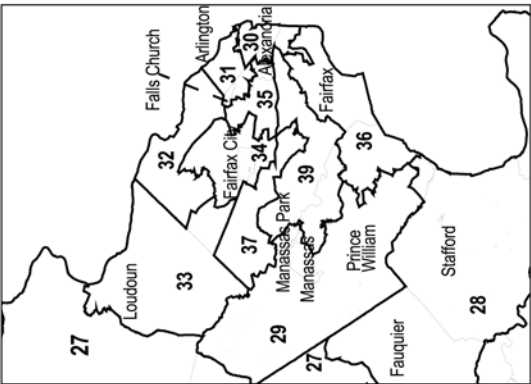 Falls Church
Arlington
30
Alexandria
31
35
32
Fairfax City
34
Fairfax
36
39
Loudoun
33
37
Manassas Park
Manassas
27
29
Prince
William
Stafford
28
27
Fauquier